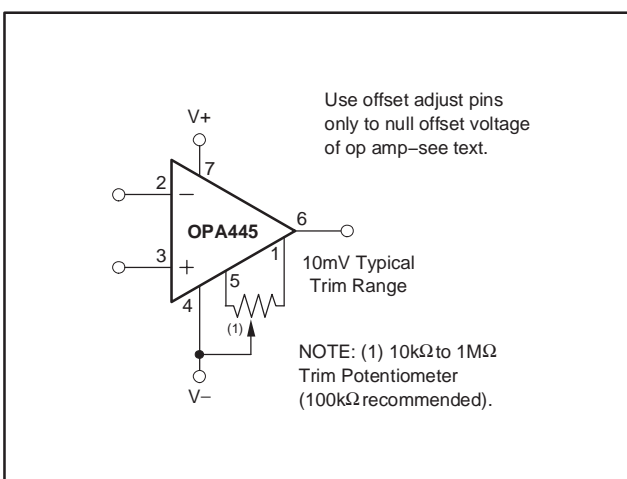 Use offset adjust pins
only to null offset voltage
of op amp–see text.
V+
7
2
−
OPA445
6
3
+
1
5
4
10mV Typical
Trim Range
(1)
V−
NOTE: (1) 10kΩ to 1MΩ
Trim Potentiometer
(100kΩ recommended).